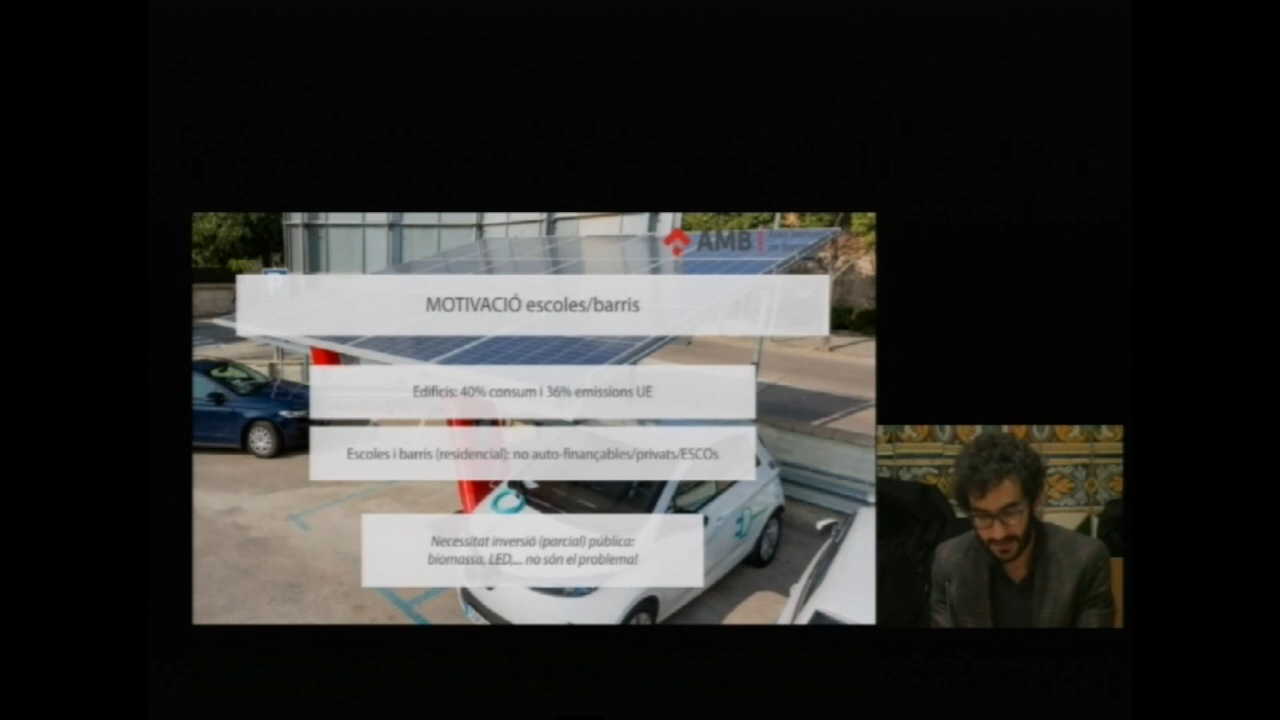 AMB
MOTIVACIÓ escoles/barris
Edificis: 40% consum i 36% emissions UE
Escoles i barris (residencial): no auto-finançables/privats/ESCOs
Necessitat inversió (parcial) pública:
biomassa, LED,... no són el problema!